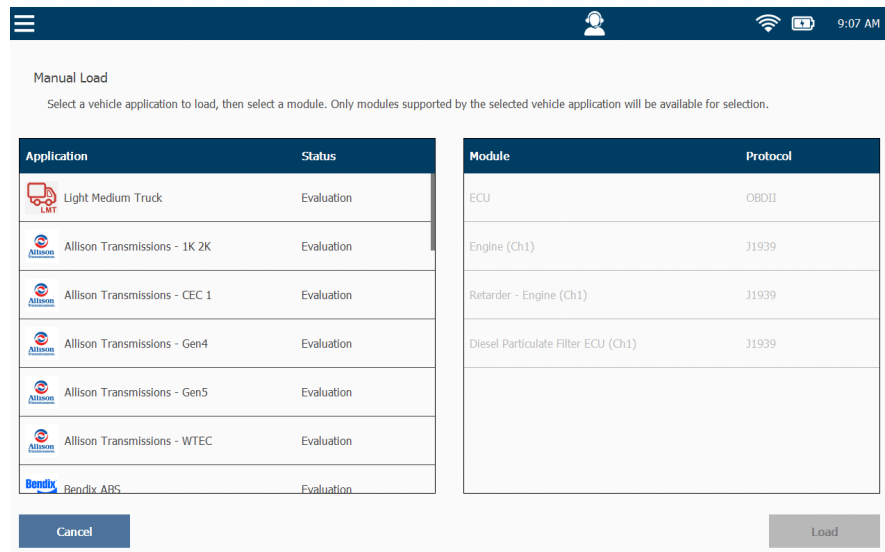 9:07 AM
Manual Load
Select a vehicle application to load, then select a module. Only modules supported by the selected vehicle application will be available for selection.
Application Status
LMT Light Medium Truck Evaluation
Allison Transmissions - 1K 2K Evaluation
Allison Transmissions - CEC 1 Evaluation
Allison Transmissions - Gen4 Evaluation
Allison Transmissions - Gen5 Evaluation
Allison Transmissions - WTEC Evaluation
Bendix Bendix ABS Evaluation
Module Protocol
ECU OBDII
Engine (Ch1) J1939
Retarder - Engine (Ch1) J1939
Diesel Particulate Filter ECU (Ch1) J1939
Cancel
Load